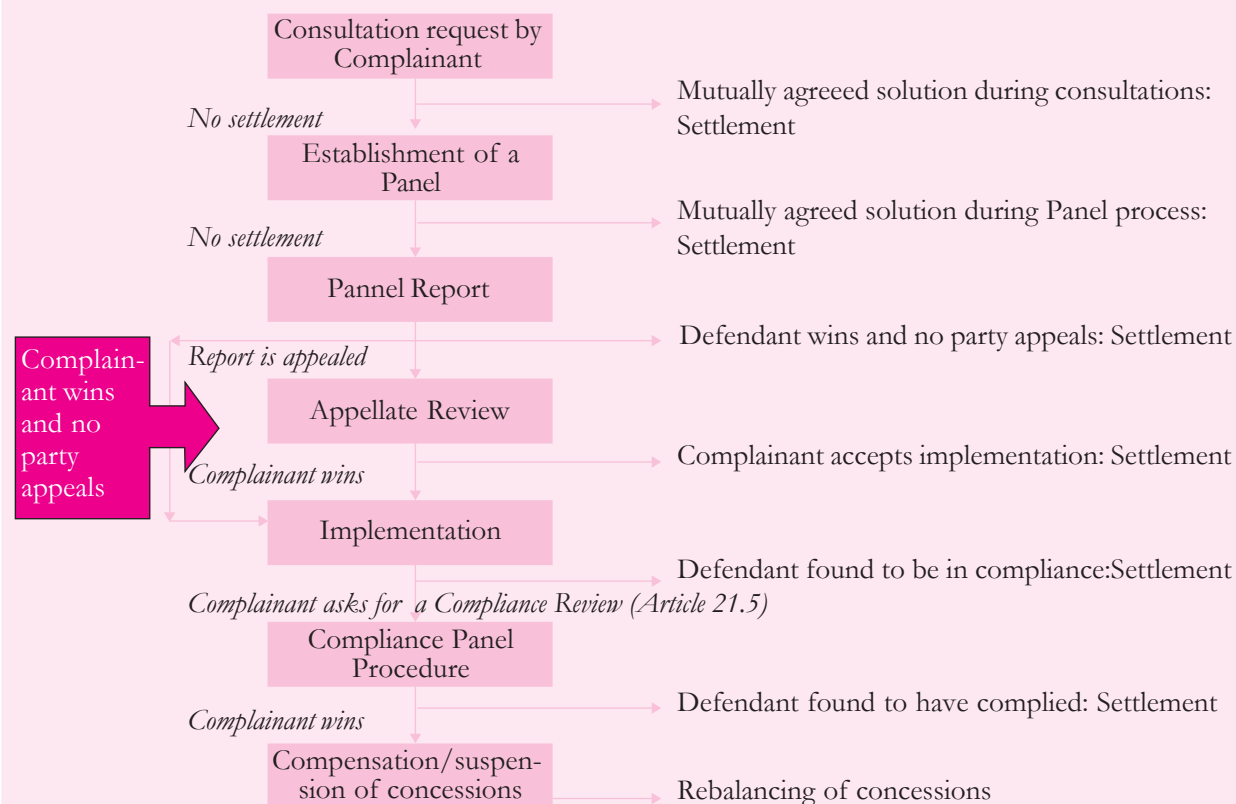 Consultation request by
Complainant
Mutually agreeed solution during consultations:
Settlement
No settlement
Establishment of a
Panel
Mutually agreed solution during Panel process:
Settlement
No settlement
Pannel Report
Defendant wins and no party appeals: Settlement
Complain-
ant wins
and no
party
appeals
Report is appealed
Appellate Review
Complainant accepts implementation: Settlement
Complainant wins
Implementation
Defendant found to be in compliance:Settlement
Complainant asks for a Compliance Review (Article 21.5)
Compliance Panel
Procedure
Defendant found to have complied: Settlement
Complainant wins
Compensation/suspen-
sion of concessions
Rebalancing of concessions